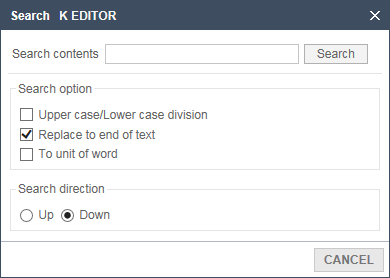 Search K EDITOR
Search contents
Search
Search option
Upper case/Lower case division
Replace to end of text
To unit of word
Search direction
Up Down
CANCEL